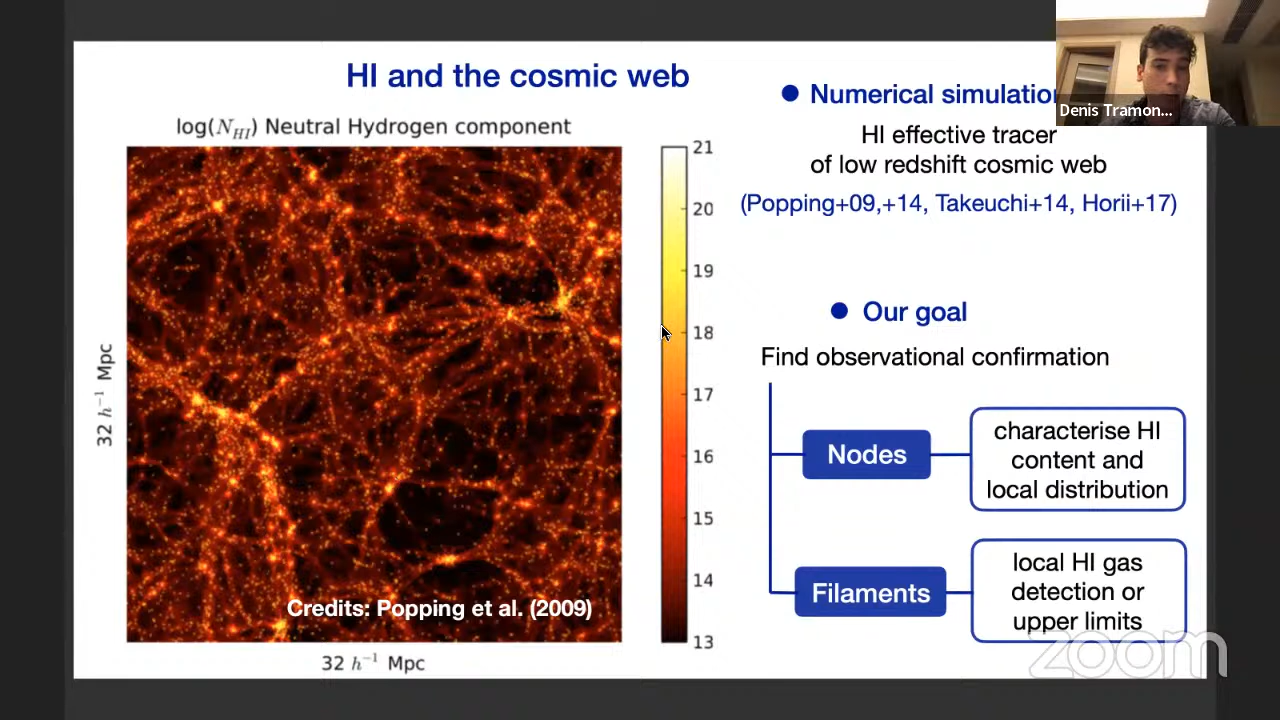 HI and the cosmic web
log(N_HI) Neutral Hydrogen component
32 h⁻¹ Mpc
32 h⁻¹ Mpc
Credits: Popping et al. (2009)
21
20
19
18
17
16
15
14
13
● Numerical simulation
HI effective tracer
of low redshift cosmic web
(Popping+09,+14, Takeuchi+14, Horii+17)
● Our goal
Find observational confirmation
Nodes
characterise HI
content and
local distribution
Filaments
local HI gas
detection or
upper limits
Denis Tramon...
zoom